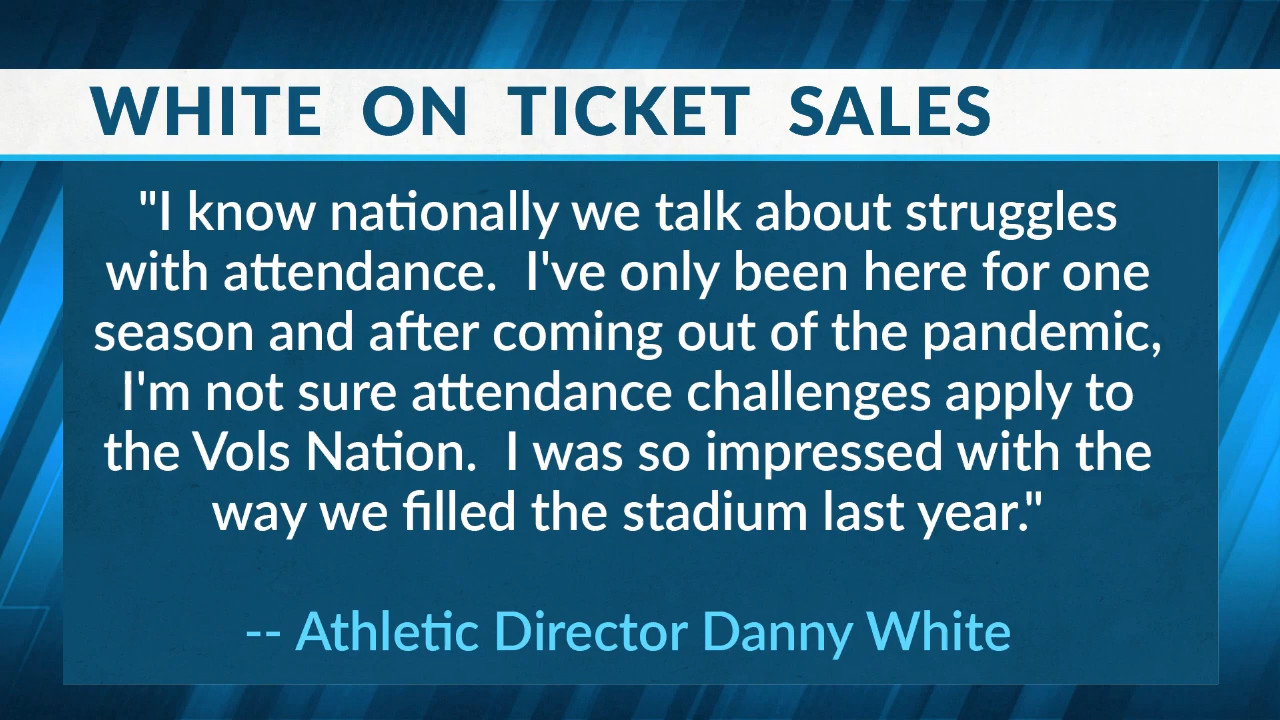 WHITE ON TICKET SALES
"I know nationally we talk about struggles
with attendance.  I've only been here for one
season and after coming out of the pandemic,
I'm not sure attendance challenges apply to
the Vols Nation.  I was so impressed with the
way we filled the stadium last year."
-- Athletic Director Danny White